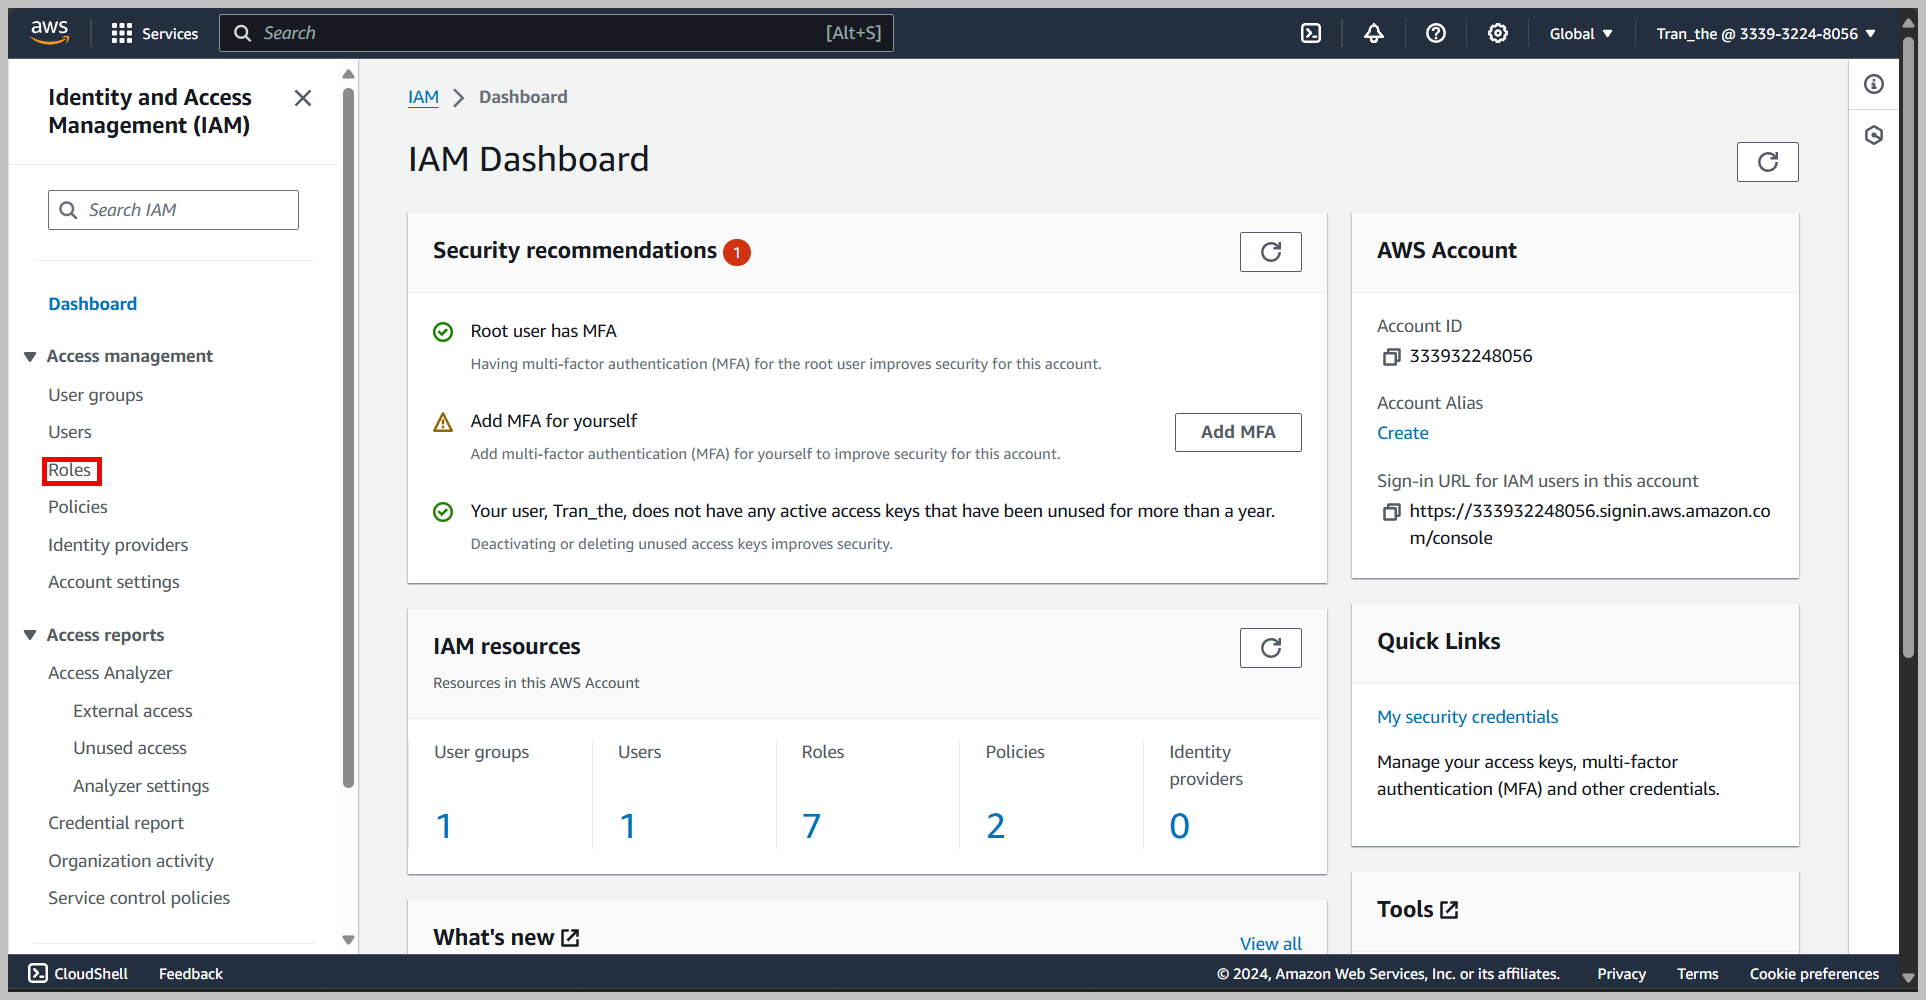 aws
Services
Search
[Alt+S]
Global
Tran_the @ 3339-3224-8056
Identity and Access
Management (IAM)
Search IAM
Dashboard
Access management
User groups
Users
Roles
Policies
Identity providers
Account settings
Access reports
Access Analyzer
External access
Unused access
Analyzer settings
Credential report
Organization activity
Service control policies
IAM
Dashboard
IAM Dashboard
Security recommendations 1
Root user has MFA
Having multi-factor authentication (MFA) for the root user improves security for this account.
Add MFA for yourself
Add multi-factor authentication (MFA) for yourself to improve security for this account.
Add MFA
Your user, Tran_the, does not have any active access keys that have been unused for more than a year.
Deactivating or deleting unused access keys improves security.
IAM resources
Resources in this AWS Account
User groups
1
Users
1
Roles
7
Policies
2
Identity
providers
0
What's new
View all
AWS Account
Account ID
333932248056
Account Alias
Create
Sign-in URL for IAM users in this account
https://333932248056.signin.aws.amazon.co
m/console
Quick Links
My security credentials
Manage your access keys, multi-factor
authentication (MFA) and other credentials.
Tools
CloudShell
Feedback
© 2024, Amazon Web Services, Inc. or its affiliates.
Privacy
Terms
Cookie preferences